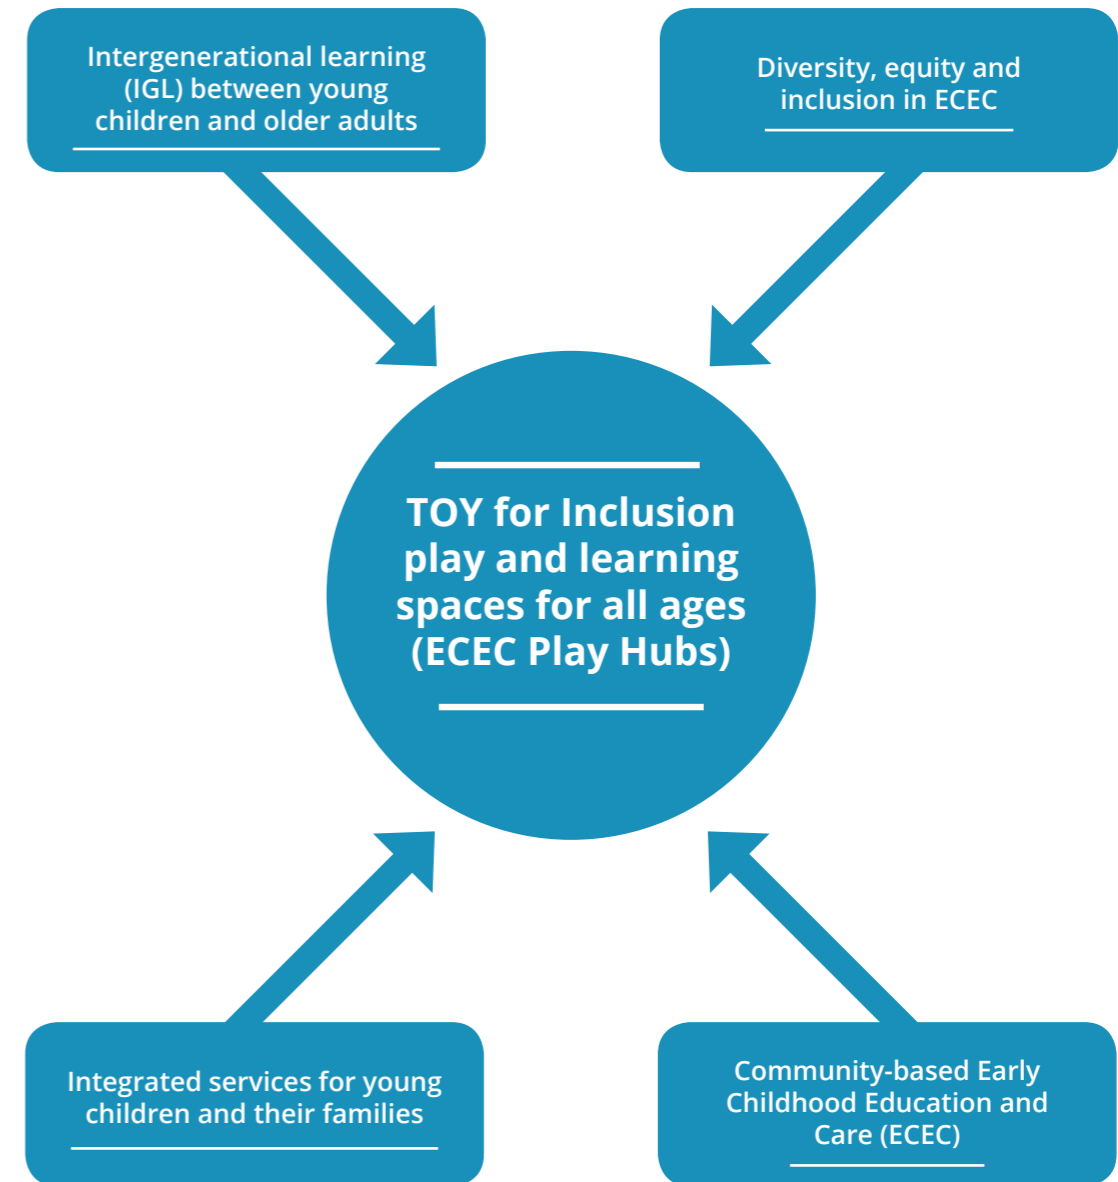 Intergenerational learning
(IGL) between young
children and older adults
Diversity, equity and
inclusion in ECEC
TOY for Inclusion
play and learning
spaces for all ages
(ECEC Play Hubs)
Integrated services for young
children and their families
Community-based Early
Childhood Education and
Care (ECEC)